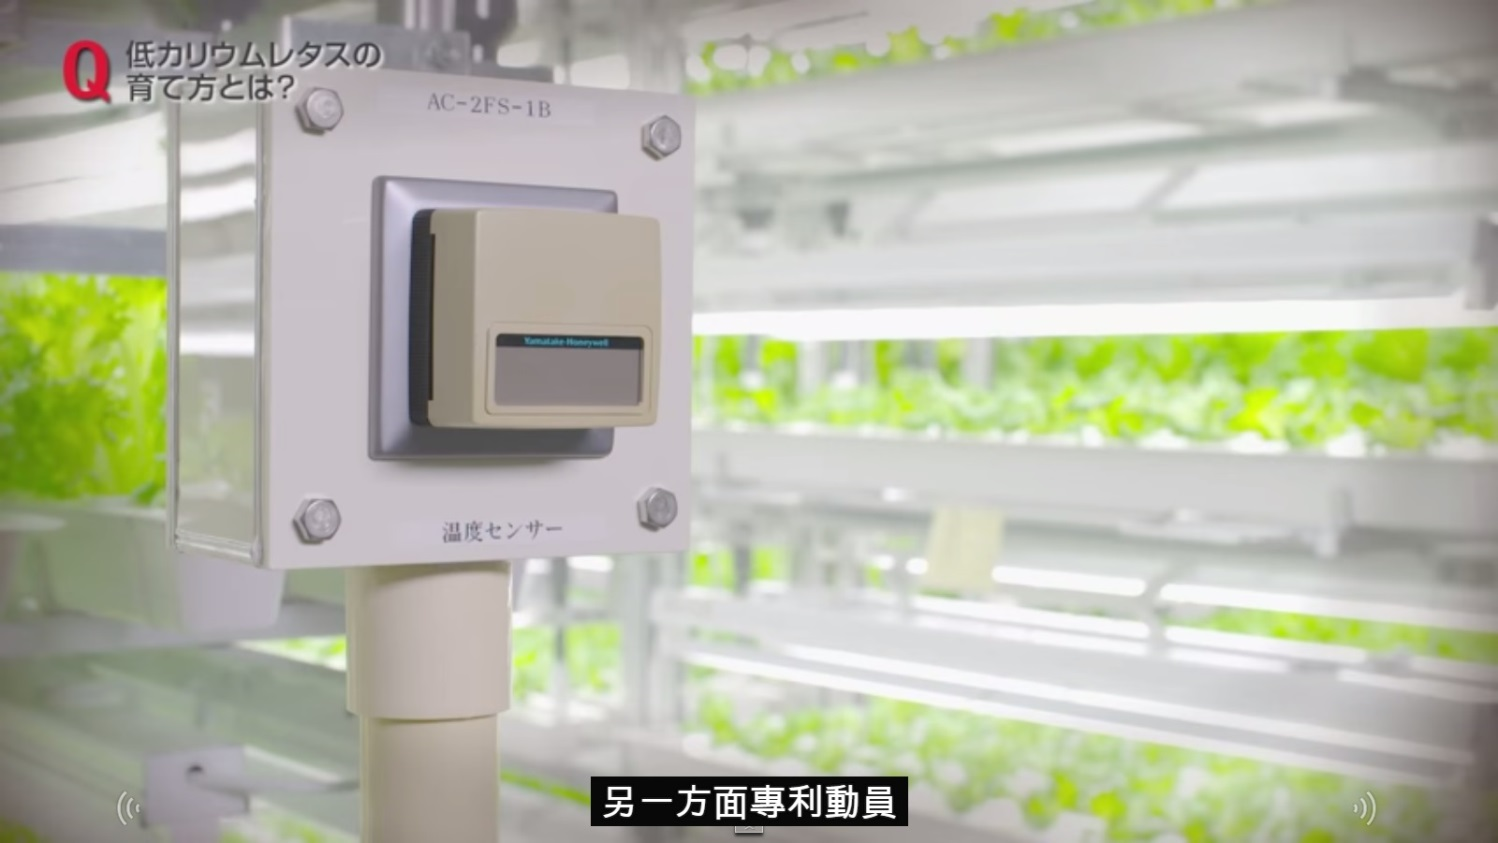 Q 低カリウムレタスの
育て方とは?
AC-2FS-1B
Yamatake-Honeywell
温度センサー
另一方面專利動員